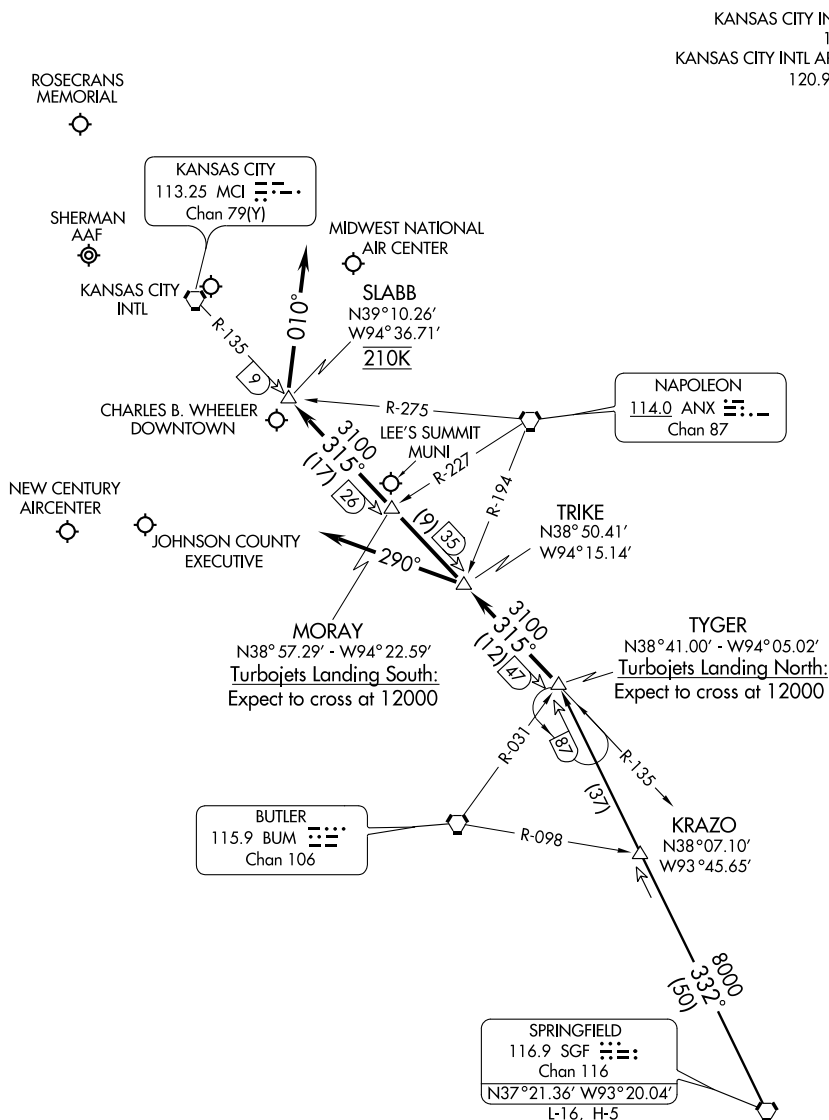 KANSAS CITY IN
1
KANSAS CITY INTL AR
120.9
ROSECRANS
MEMORIAL
KANSAS CITY
113.25 MCI
Chan 79(Y)
SHERMAN
AAF
MIDWEST NATIONAL
AIR CENTER
KANSAS CITY
INTL
010°
SLABB
N39°10.26'
W94°36.71'
210K
R-135
9
NAPOLEON
114.0 ANX
Chan 87
R-275
CHARLES B. WHEELER
DOWNTOWN
3100
315°
(17)
26
LEE'S SUMMIT
MUNI
R-227
R-194
NEW CENTURY
AIRCENTER
JOHNSON COUNTY
EXECUTIVE
(9)
35
TRIKE
N38°50.41'
W94°15.14'
290°
MORAY
N38°57.29' - W94°22.59'
Turbojets Landing South:
Expect to cross at 12000
3100
315°
(12)
47
TYGER
N38°41.00' - W94°05.02'
Turbojets Landing North:
Expect to cross at 12000
R-031
87
R-135
(37)
BUTLER
115.9 BUM
Chan 106
R-098
KRAZO
N38°07.10'
W93°45.65'
8000
332°
(50)
SPRINGFIELD
116.9 SGF
Chan 116
N37°21.36' W93°20.04'
L-16, H-5